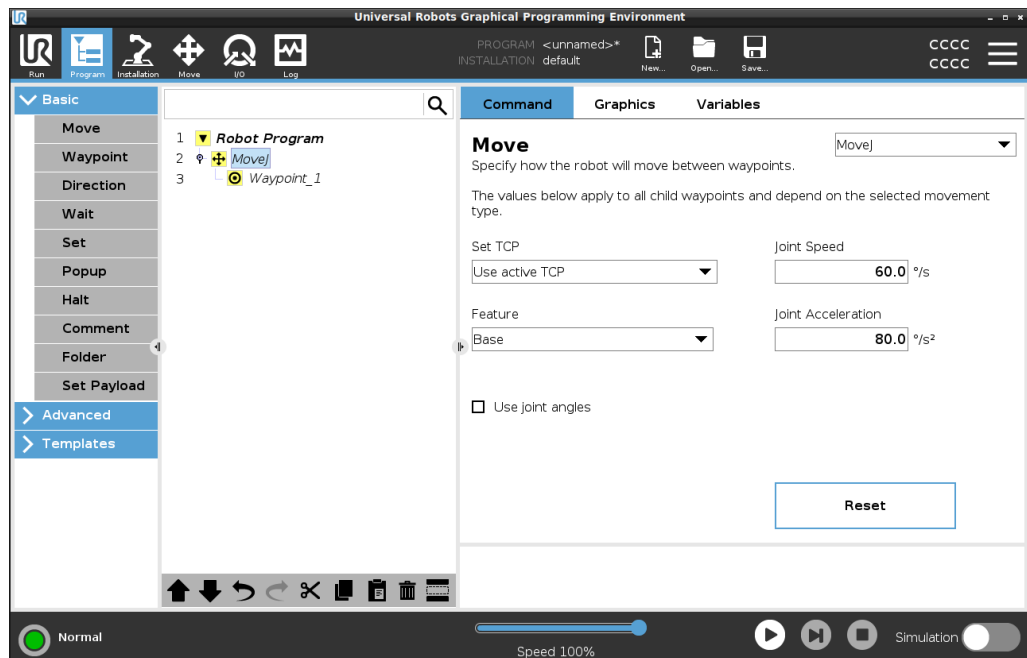 UR
Universal Robots Graphical Programming Environment
UR
Run
Program
Installation
Move
I/O
Log
PROGRAM <unnamed>*
INSTALLATION default
New...
Open...
Save...
CCCC
CCCC
Basic
Move
Waypoint
Direction
Wait
Set
Popup
Halt
Comment
Folder
Set Payload
Advanced
Templates
1 Robot Program
2 MoveJ
3 Waypoint_1
Command Graphics Variables
Move
MoveJ
Specify how the robot will move between waypoints.
The values below apply to all child waypoints and depend on the selected movement
type.
Set TCP
Joint Speed
Use active TCP
60.0 °/s
Feature
Joint Acceleration
Base
80.0 °/s²
Use joint angles
Reset
Normal
Speed 100%
Simulation